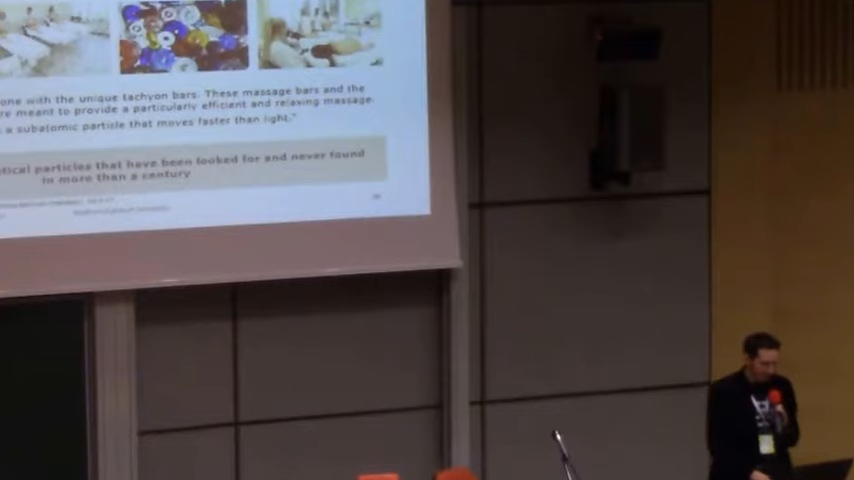 one with the unique tachyon bars. These massage bars and the
re meant to provide a particularly efficient and relaxing massage.
s a subatomic particle that moves faster than light."
etical particles that have been looked for and never found
in more than a century